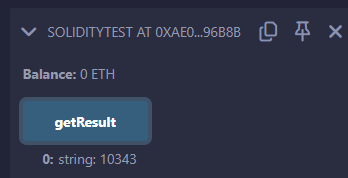 SOLIDITYTEST AT 0XAE0...96B8B
Balance: 0 ETH
getResult
0: string: 10343